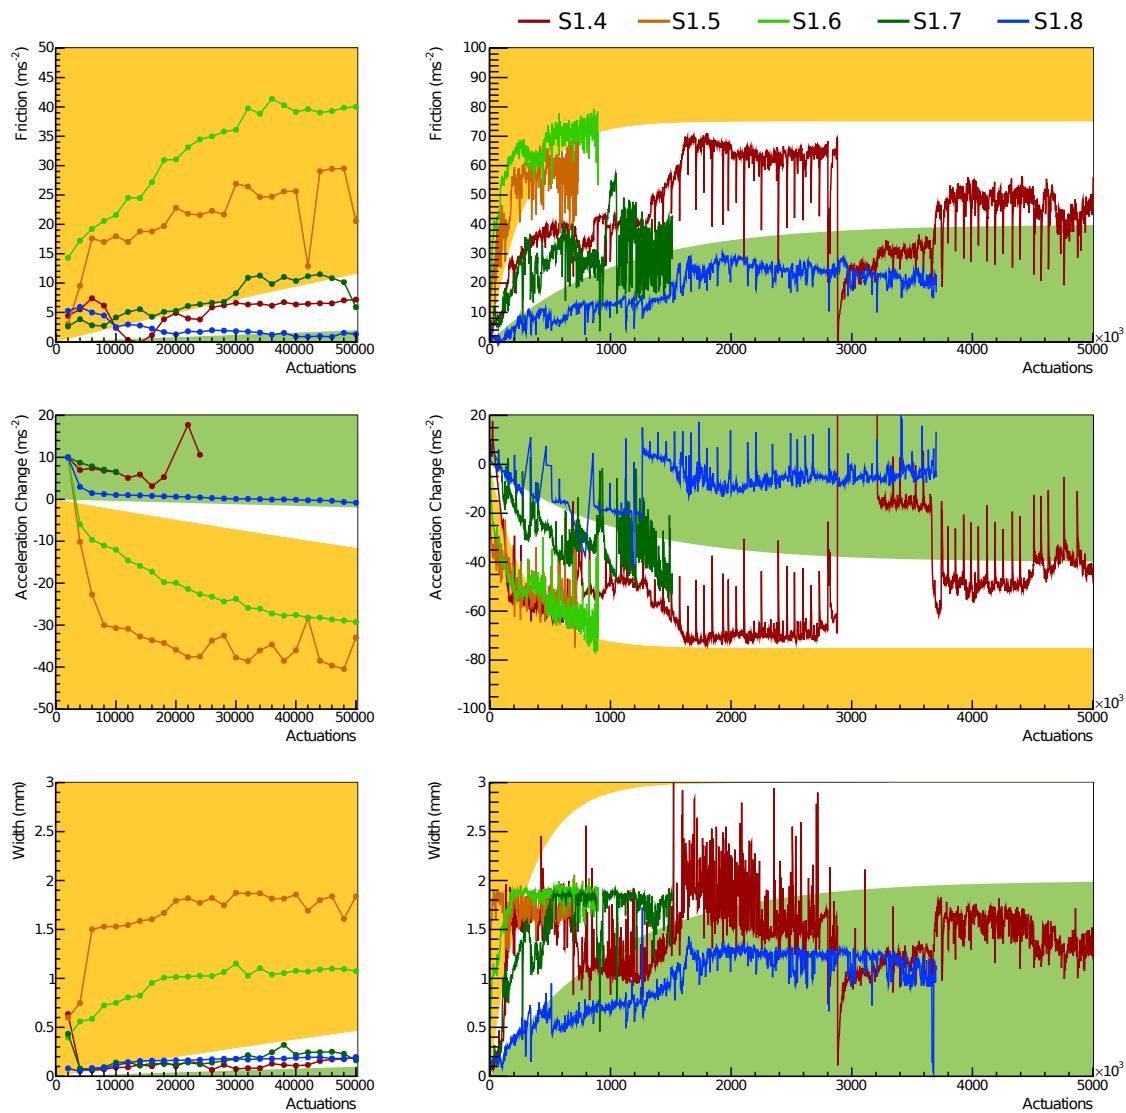 S1.4 S1.5 S1.6 S1.7 S1.8
Friction (ms⁻²)
50
45
40
35
30
25
20
15
10
5
0
0 10000 20000 30000 40000 50000
Actuations
Friction (ms⁻²)
100
90
80
70
60
50
40
30
20
10
0
0 1000 2000 3000 4000 5000
×10³
Actuations
Acceleration Change (ms⁻²)
20
10
0
-10
-20
-30
-40
-50
0 10000 20000 30000 40000 50000
Actuations
Acceleration Change (ms⁻²)
20
0
-20
-40
-60
-80
-100
0 1000 2000 3000 4000 5000
×10³
Actuations
Width (mm)
3
2.5
2
1.5
1
0.5
0
0 10000 20000 30000 40000 50000
Actuations
Width (mm)
3
2.5
2
1.5
1
0.5
0
0 1000 2000 3000 4000 5000
×10³
Actuations